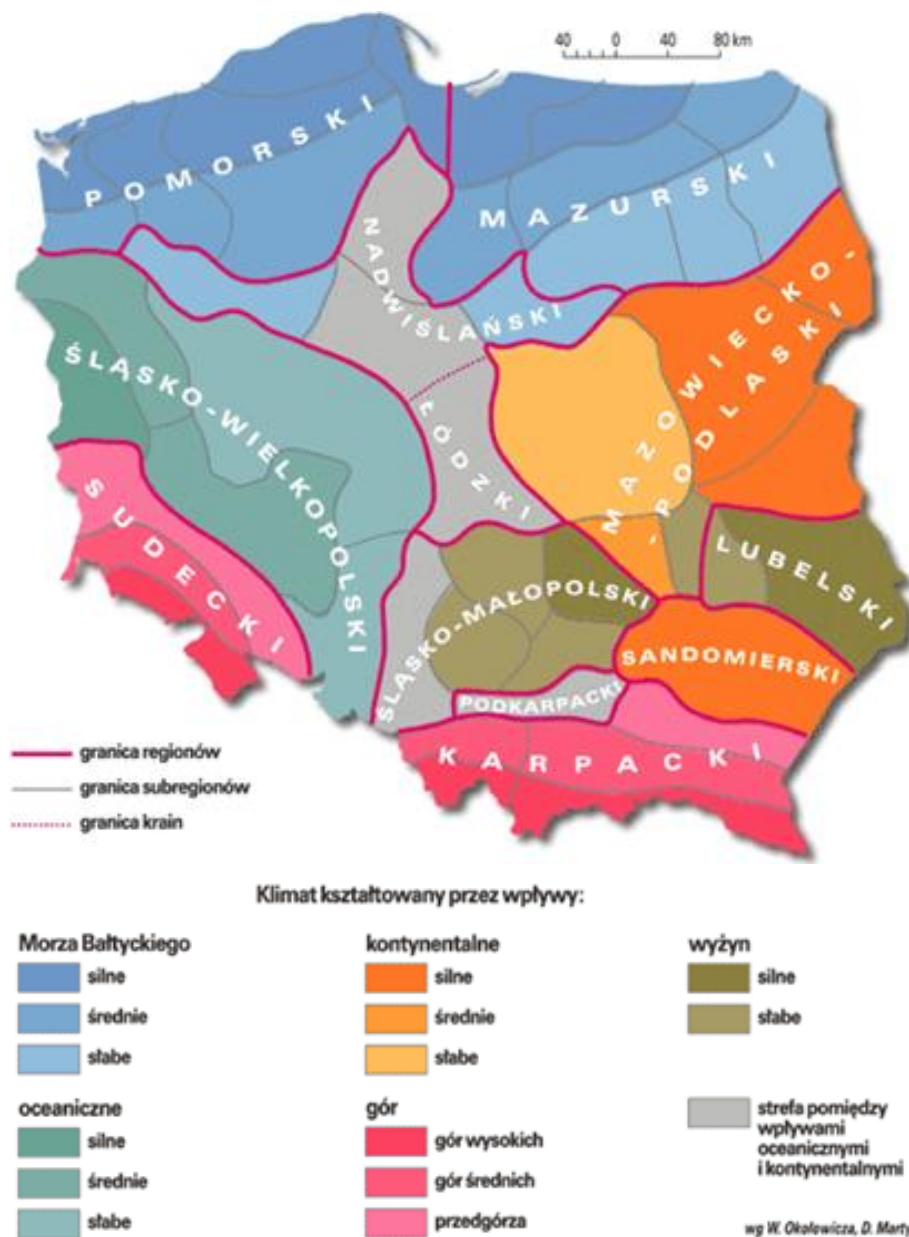 40 0 40 80 km
POMORSKI
MAZURSKI
NADWIŚLAŃSKI
MAZOWIECKO-
-PODLASKI
ŚLĄSKO-WIELKOPOLSKI
ŁÓDZKI
SUDECKI
LUBELSKI
ŚLĄSKO-MAŁOPOLSKI
SANDOMIERSKI
PODKARPACKI
KARPACKI
granica regionów
granica subregionów
granica krain
Klimat kształtowany przez wpływy:
Morza Bałtyckiego
silne
średnie
słabe
kontynentalne
silne
średnie
słabe
wyżyn
silne
słabe
oceaniczne
silne
średnie
słabe
gór
gór wysokich
gór średnich
przedgórza
strefa pomiędzy
wpływami
oceanicznymi
i kontynentalnymi
wg W. Okołowicza, D. Marty